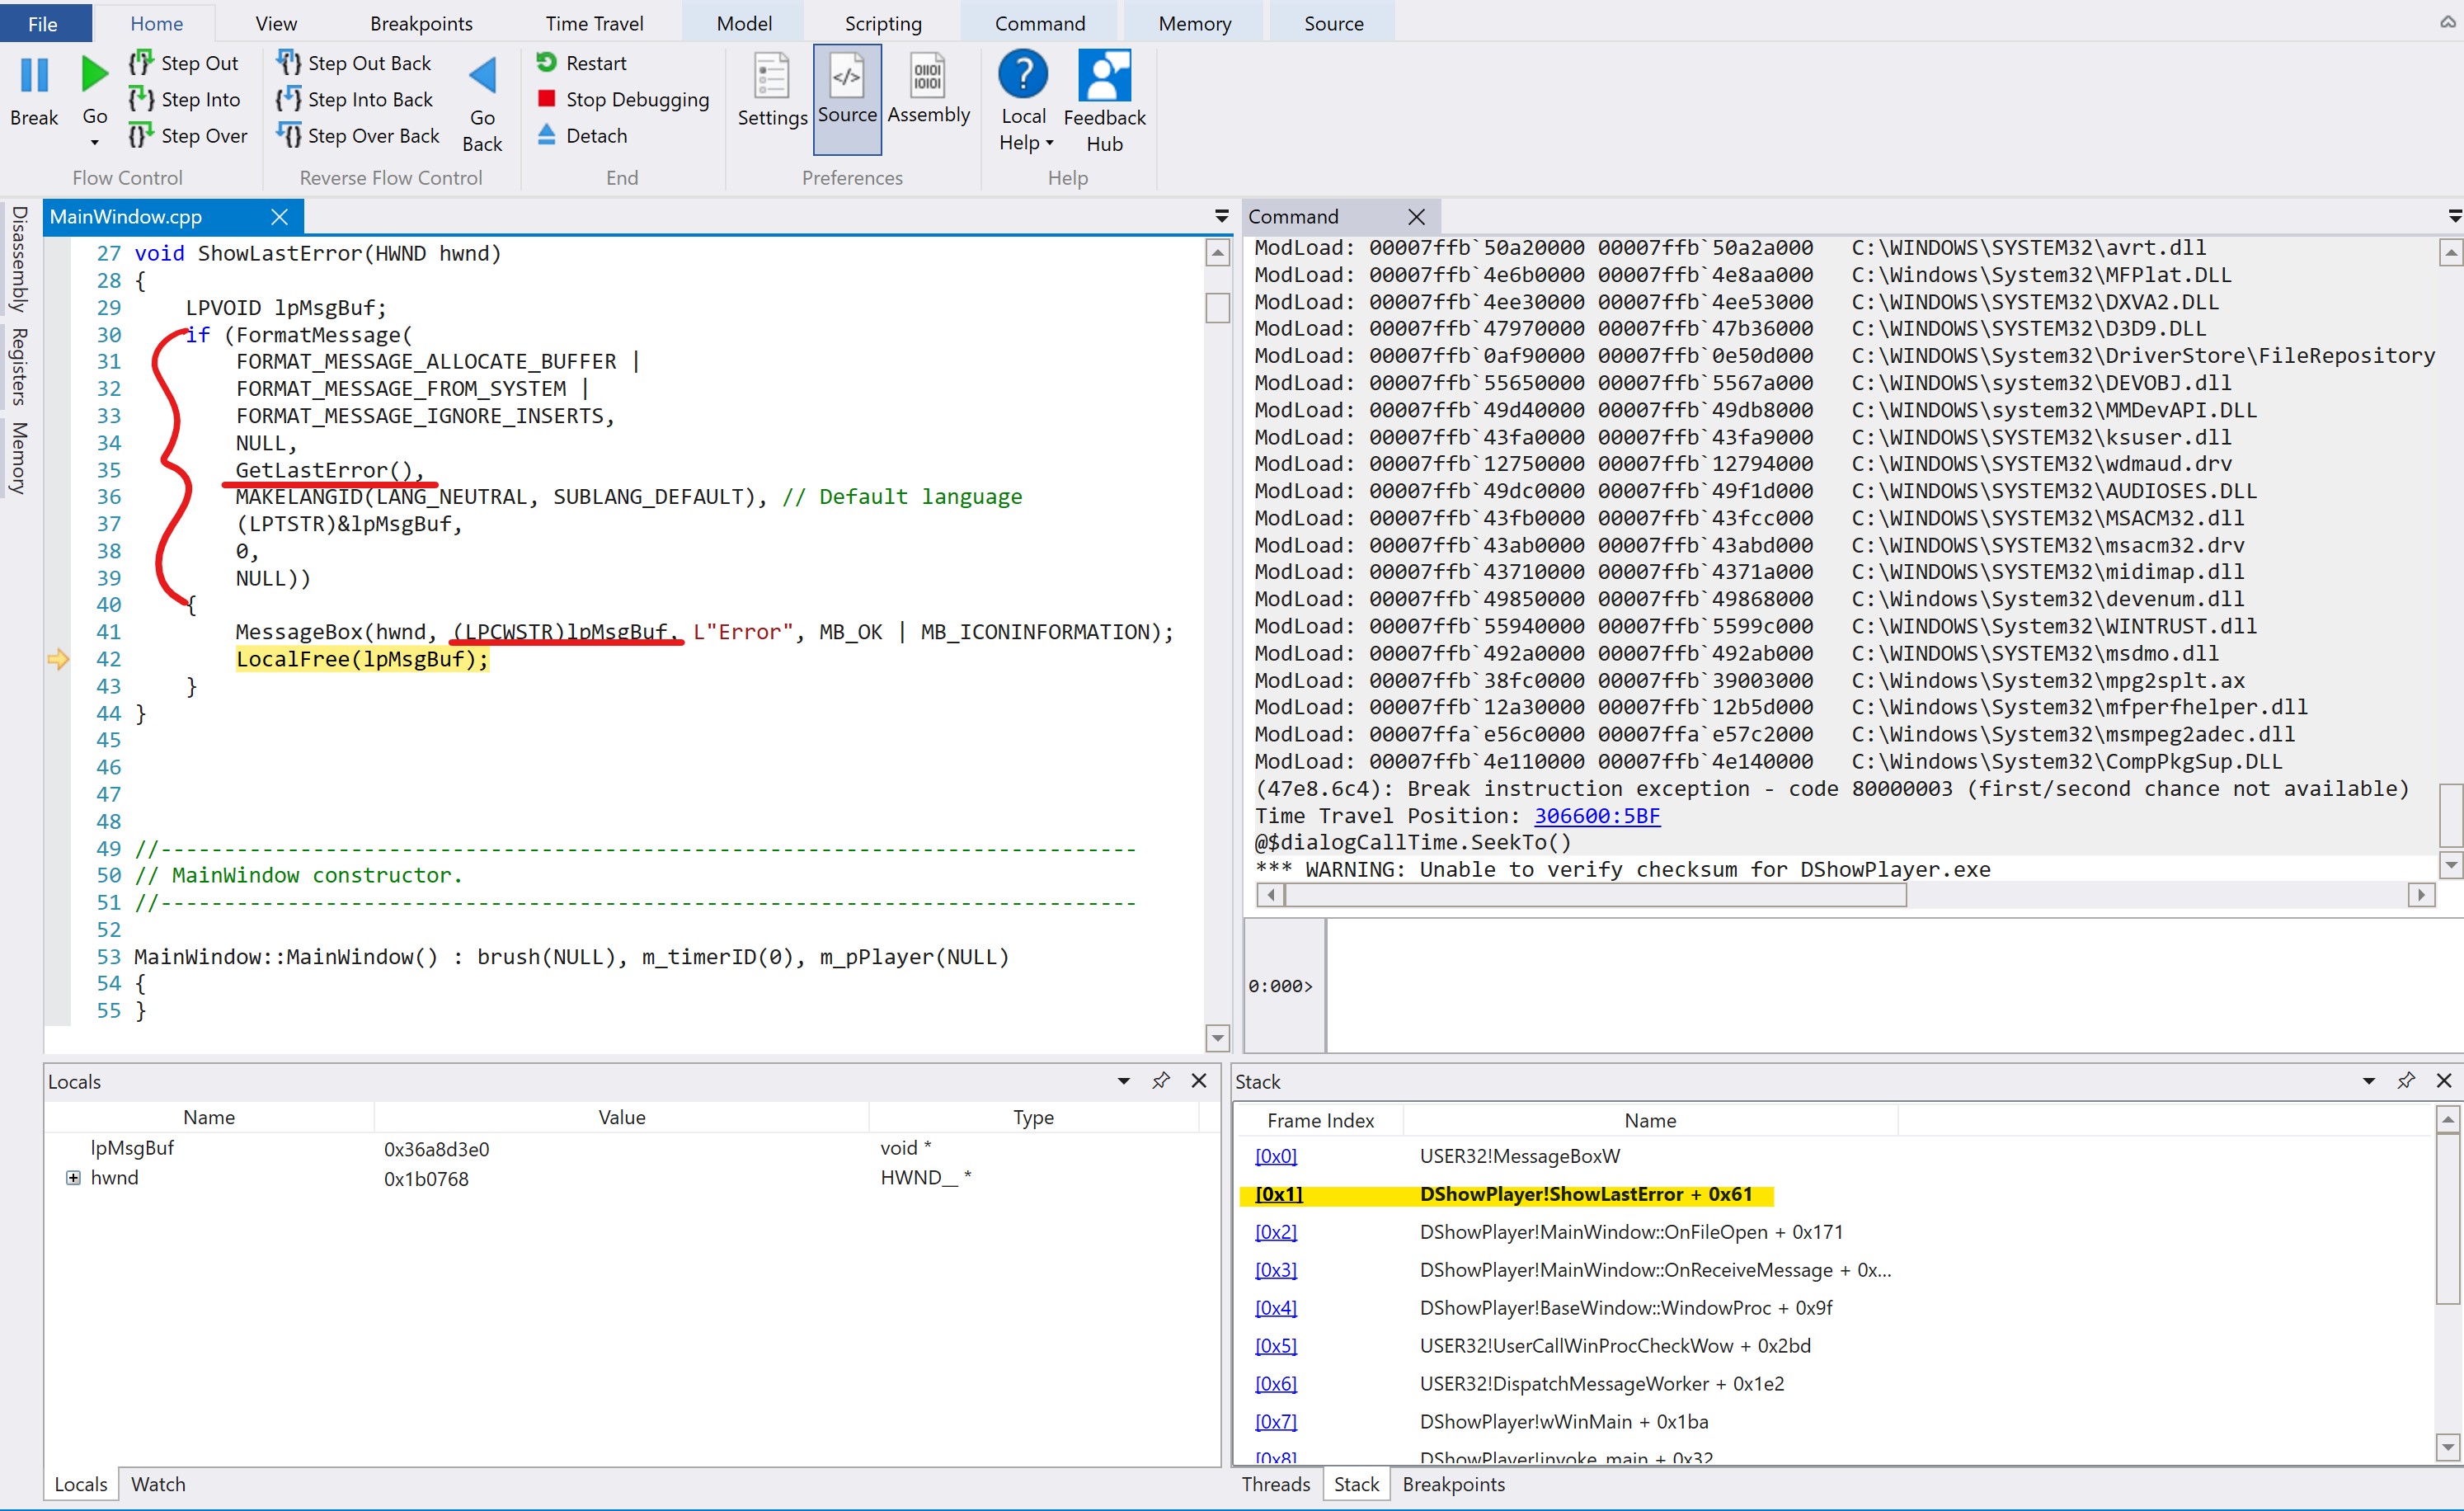 File Home View Breakpoints Time Travel Model Scripting Command Memory Source
Break
Go
Step Out
Step Into
Step Over
Flow Control
Step Out Back
Step Into Back
Step Over Back
Go Back
Reverse Flow Control
Restart
Stop Debugging
Detach
End
Settings
Source
Assembly
Preferences
Local Help
Feedback Hub
Help
Disassembly
Registers
Memory
MainWindow.cpp
27 void ShowLastError(HWND hwnd)
28 {
29 LPVOID lpMsgBuf;
30 if (FormatMessage(
31 FORMAT_MESSAGE_ALLOCATE_BUFFER |
32 FORMAT_MESSAGE_FROM_SYSTEM |
33 FORMAT_MESSAGE_IGNORE_INSERTS,
34 NULL,
35 GetLastError(),
36 MAKELANGID(LANG_NEUTRAL, SUBLANG_DEFAULT), // Default language
37 (LPTSTR)&lpMsgBuf,
38 0,
39 NULL))
40 {
41 MessageBox(hwnd, (LPCWSTR)lpMsgBuf, L"Error", MB_OK | MB_ICONINFORMATION);
42 LocalFree(lpMsgBuf);
43 }
44 }
45
46
47
48
49 //-----------------------------------------------------------------------------
50 // MainWindow constructor.
51 //-----------------------------------------------------------------------------
52
53 MainWindow::MainWindow() : brush(NULL), m_timerID(0), m_pPlayer(NULL)
54 {
55 }
Command
ModLoad: 00007ffb`50a20000 00007ffb`50a2a000 C:\WINDOWS\SYSTEM32\avrt.dll
ModLoad: 00007ffb`4e6b0000 00007ffb`4e8aa000 C:\Windows\System32\MFPlat.DLL
ModLoad: 00007ffb`4ee30000 00007ffb`4ee53000 C:\WINDOWS\SYSTEM32\DXVA2.DLL
ModLoad: 00007ffb`47970000 00007ffb`47b36000 C:\WINDOWS\SYSTEM32\D3D9.DLL
ModLoad: 00007ffb`0af90000 00007ffb`0e50d000 C:\WINDOWS\System32\DriverStore\FileRepository
ModLoad: 00007ffb`55650000 00007ffb`5567a000 C:\WINDOWS\system32\DEVOBJ.dll
ModLoad: 00007ffb`49d40000 00007ffb`49db8000 C:\WINDOWS\system32\MMDevAPI.DLL
ModLoad: 00007ffb`43fa0000 00007ffb`43fa9000 C:\WINDOWS\SYSTEM32\ksuser.dll
ModLoad: 00007ffb`12750000 00007ffb`12794000 C:\WINDOWS\SYSTEM32\wdmaud.drv
ModLoad: 00007ffb`49dc0000 00007ffb`49f1d000 C:\WINDOWS\SYSTEM32\AUDIOSES.DLL
ModLoad: 00007ffb`43fb0000 00007ffb`43fcc000 C:\WINDOWS\SYSTEM32\MSACM32.dll
ModLoad: 00007ffb`43ab0000 00007ffb`43abd000 C:\WINDOWS\SYSTEM32\msacm32.drv
ModLoad: 00007ffb`43710000 00007ffb`4371a000 C:\WINDOWS\SYSTEM32\midimap.dll
ModLoad: 00007ffb`49850000 00007ffb`49868000 C:\WINDOWS\SYSTEM32\devenum.dll
ModLoad: 00007ffb`55940000 00007ffb`5599c000 C:\WINDOWS\System32\WINTRUST.dll
ModLoad: 00007ffb`492a0000 00007ffb`492ab000 C:\WINDOWS\SYSTEM32\msdmo.dll
ModLoad: 00007ffb`38fc0000 00007ffb`39003000 C:\Windows\System32\mpg2splt.ax
ModLoad: 00007ffb`12a30000 00007ffb`12b5d000 C:\Windows\System32\mfperfhelper.dll
ModLoad: 00007ffa`e56c0000 00007ffa`e57c2000 C:\Windows\System32\msmpeg2adec.dll
ModLoad: 00007ffb`4e110000 00007ffb`4e140000 C:\Windows\System32\CompPkgSup.DLL
(47e8.6c4): Break instruction exception - code 80000003 (first/second chance not available)
Time Travel Position: 306600:5BF
@$dialogCallTime.SeekTo()
*** WARNING: Unable to verify checksum for DShowPlayer.exe
0:000>
Locals
Name Value Type
lpMsgBuf 0x36a8d3e0 void *
hwnd 0x1b0768 HWND__ *
Locals Watch
Stack
Frame Index Name
[0x0] USER32!MessageBoxW
[0x1] DShowPlayer!ShowLastError + 0x61
[0x2] DShowPlayer!MainWindow::OnFileOpen + 0x171
[0x3] DShowPlayer!MainWindow::OnReceiveMessage + 0x...
[0x4] DShowPlayer!BaseWindow::WindowProc + 0x9f
[0x5] USER32!UserCallWinProcCheckWow + 0x2bd
[0x6] USER32!DispatchMessageWorker + 0x1e2
[0x7] DShowPlayer!wWinMain + 0x1ba
[0x8] DShowPlayer!invoke_main + 0x32
Threads Stack Breakpoints